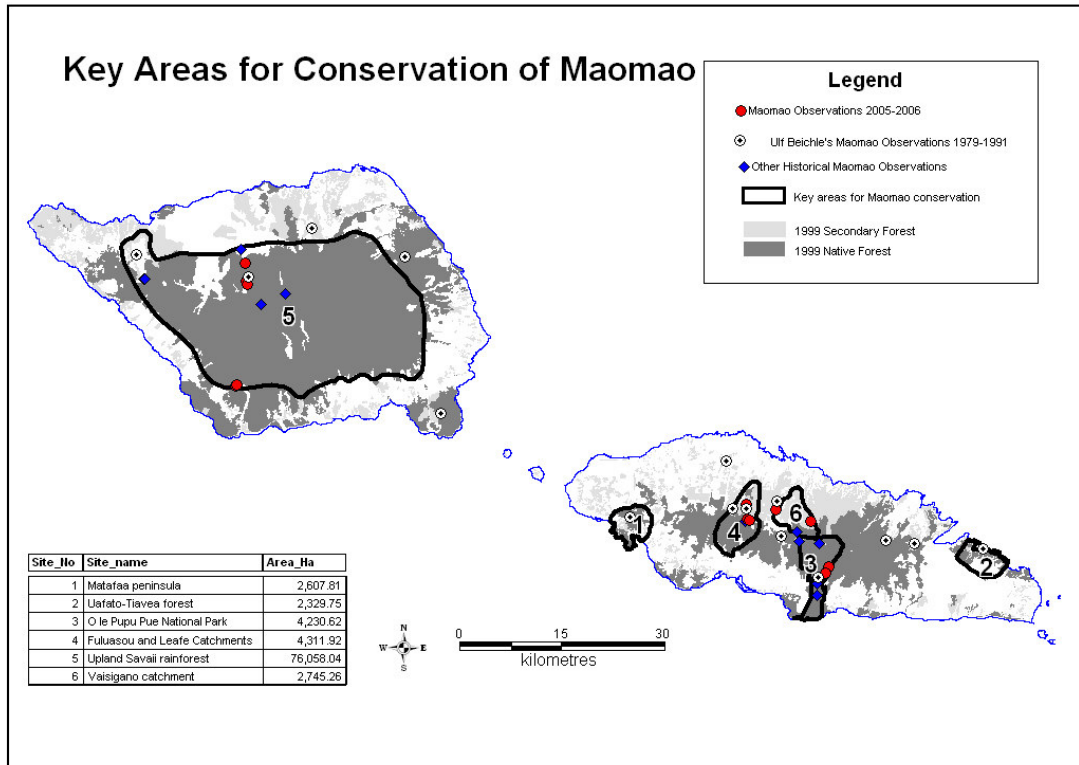 Key Areas for Conservation of Maomao
Legend
Maomao Observations 2005-2006
Ulf Beichle's Maomao Observations 1979-1991
Other Historical Maomao Observations
Key areas for Maomao conservation
1999 Secondary Forest
1999 Native Forest
5
1
4
6
3
2
Site_No Site_name Area_Ha
1 Matafaa peninsula 2,607.81
2 Uafato-Tiavea forest 2,329.75
3 O le Pupu Pue National Park 4,230.62
4 Fuluasou and Leafe Catchments 4,311.92
5 Upland Savaii rainforest 76,058.04
6 Vaisigano catchment 2,745.26
N
W E
S
0 15 30
kilometres